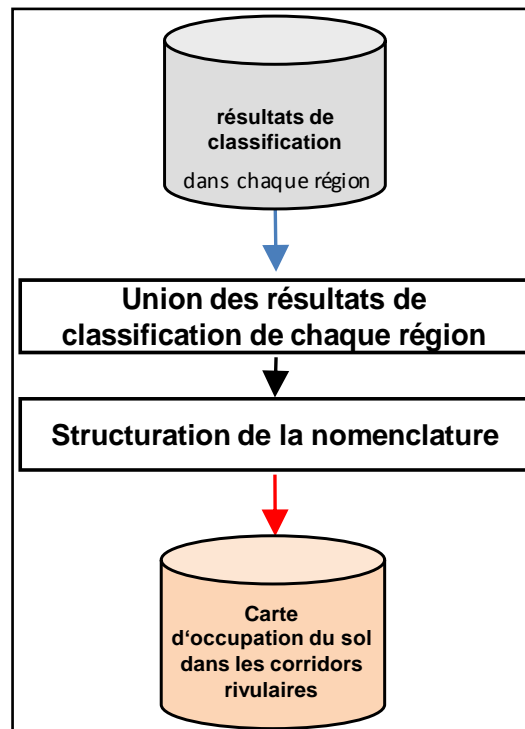 résultats de
classification
dans chaque région
Union des résultats de
classification de chaque région
Structuration de la nomenclature
Carte
d‘occupation du sol
dans les corridors
rivulaires